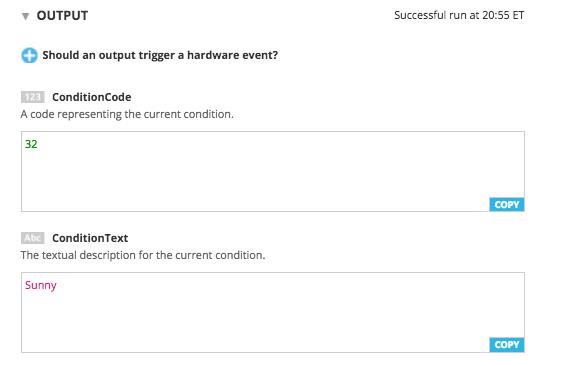 OUTPUT
Successful run at 20:55 ET
Should an output trigger a hardware event?
123 ConditionCode
A code representing the current condition.
32
COPY
Abc ConditionText
The textual description for the current condition.
Sunny
COPY